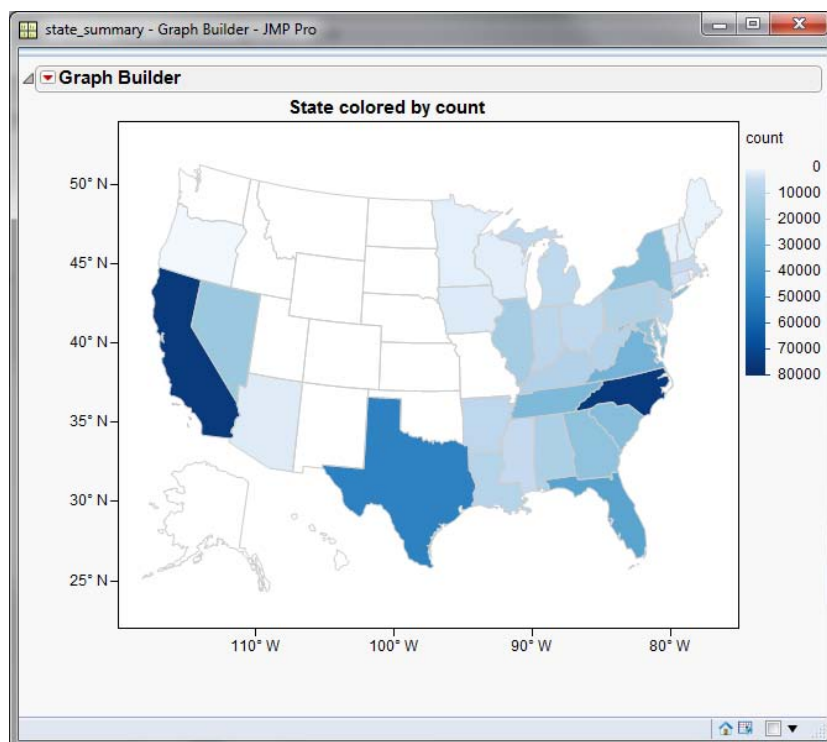 state_summary - Graph Builder - JMP Pro
Graph Builder
State colored by count
count
0
10000
20000
30000
40000
50000
60000
70000
80000
50° N
45° N
40° N
35° N
30° N
25° N
110° W 100° W 90° W 80° W